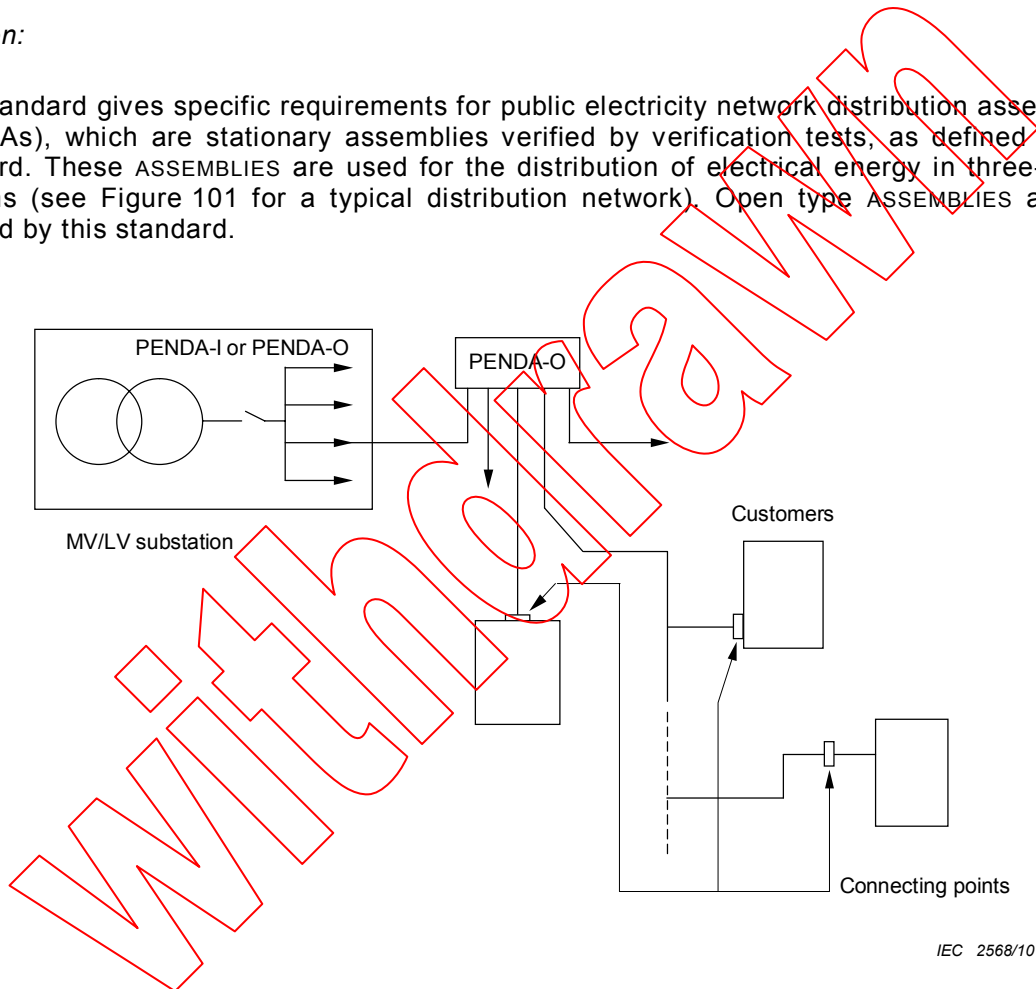 on:
andard gives specific requirements for public electricity network distribution asse
As), which are stationary assemblies verified by verification tests, as defined
rd. These ASSEMBLIES are used for the distribution of electrical energy in three-
s (see Figure 101 for a typical distribution network). Open type ASSEMBLIES a
d by this standard.
PENDA-I or PENDA-O
PENDA-O
MV/LV substation
Customers
Connecting points
IEC 2568/10
withdrawn